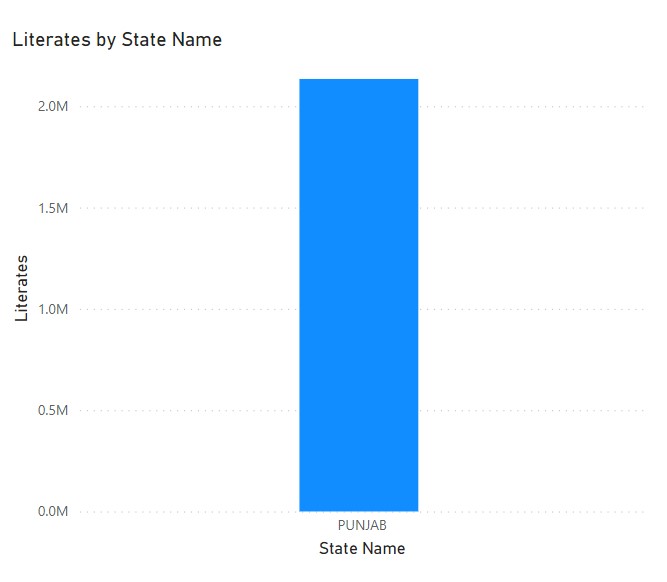 Literates by State Name
2.0M
1.5M
1.0M
0.5M
0.0M
Literates
PUNJAB
State Name